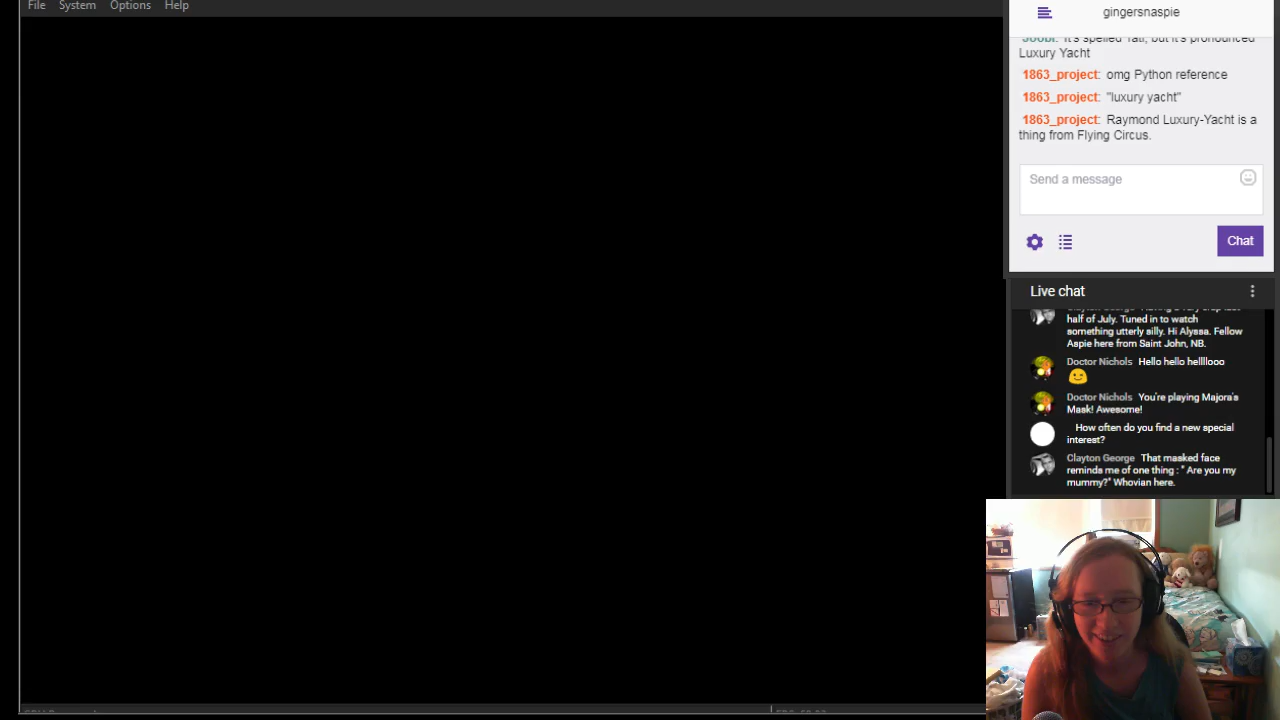 File System Options Help
gingersnaspie
It's spelled Tati, but it's pronounced
Luxury Yacht
1863_project: omg Python reference
1863_project: "luxury yacht"
1863_project: Raymond Luxury-Yacht is a
thing from Flying Circus.
Send a message
Chat
Live chat
Clayton George
half of July. Tuned in to watch
something utterly silly. Hi Alyssa. Fellow
Aspie here from Saint John, NB.
Doctor Nichols Hello hello hellllooo
Doctor Nichols You're playing Majora's
Mask! Awesome!
How often do you find a new special
interest?
Clayton George That masked face
reminds me of one thing : " Are you my
mummy?" Whovian here.